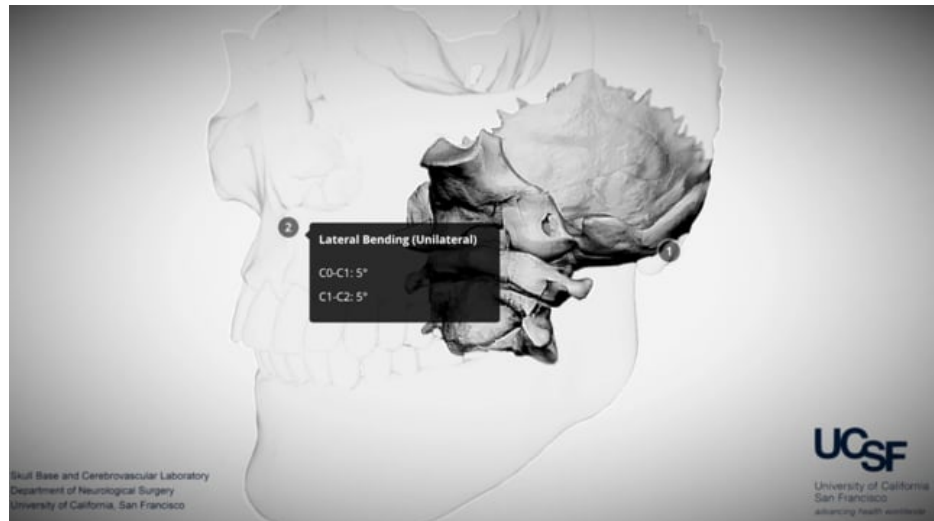 2
Lateral Bending (Unilateral)
C0-C1: 5°
C1-C2: 5°
1
Skull Base and Cerebrovascular Laboratory
Department of Neurological Surgery
University of California, San Francisco
UCSF
University of California
San Francisco
advancing health worldwide